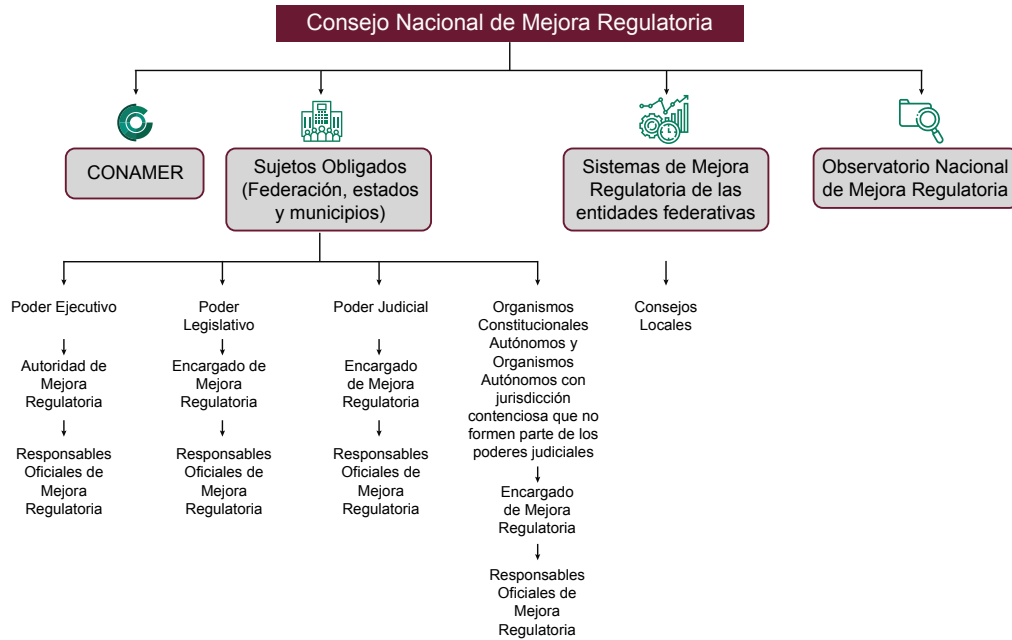 Consejo Nacional de Mejora Regulatoria
CONAMER
Sujetos Obligados
(Federación, estados
y municipios)
Sistemas de Mejora
Regulatoria de las
entidades federativas
Observatorio Nacional
de Mejora Regulatoria
Poder Ejecutivo
Autoridad de
Mejora
Regulatoria
Responsables
Oficiales de
Mejora
Regulatoria
Poder
Legislativo
Encargado de
Mejora
Regulatoria
Responsables
Oficiales de
Mejora
Regulatoria
Poder Judicial
Encargado
de Mejora
Regulatoria
Responsables
Oficiales de
Mejora
Regulatoria
Organismos
Constitucionales
Autónomos y
Organismos
Autónomos con
jurisdicción
contenciosa que no
formen parte de los
poderes judiciales
Encargado
de Mejora
Regulatoria
Responsables
Oficiales de
Mejora
Regulatoria
Consejos
Locales